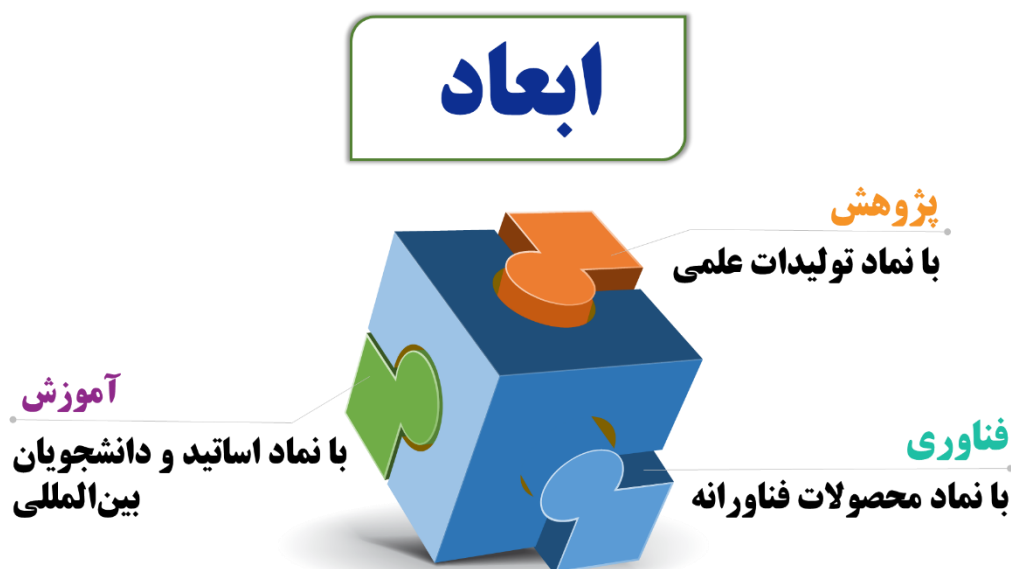 ابعاد
پژوهش
با نماد تولیدات علمی
آموزش
با نماد اساتید و دانشجویان
بین‌المللی
فناوری
با نماد محصولات فناورانه